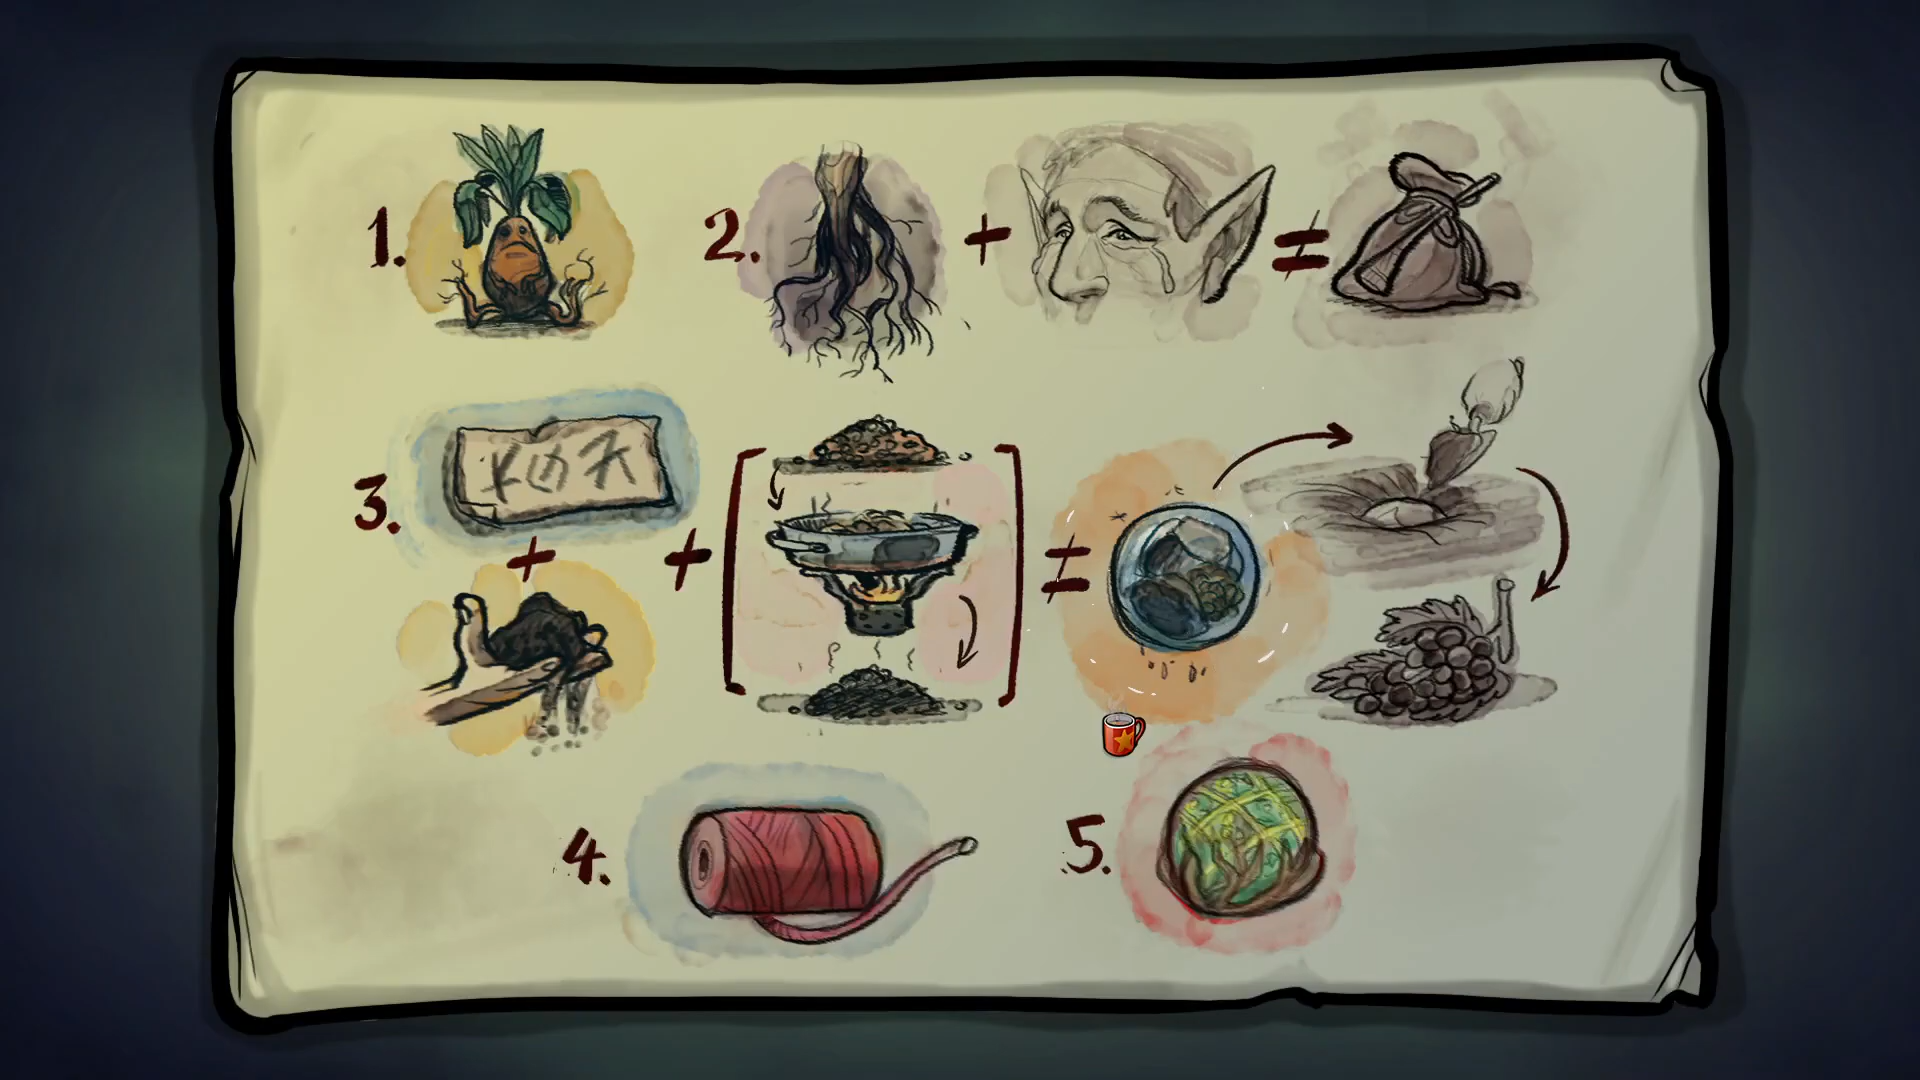 1.
2. + =
3.
+ + [ ] =
4.
5.